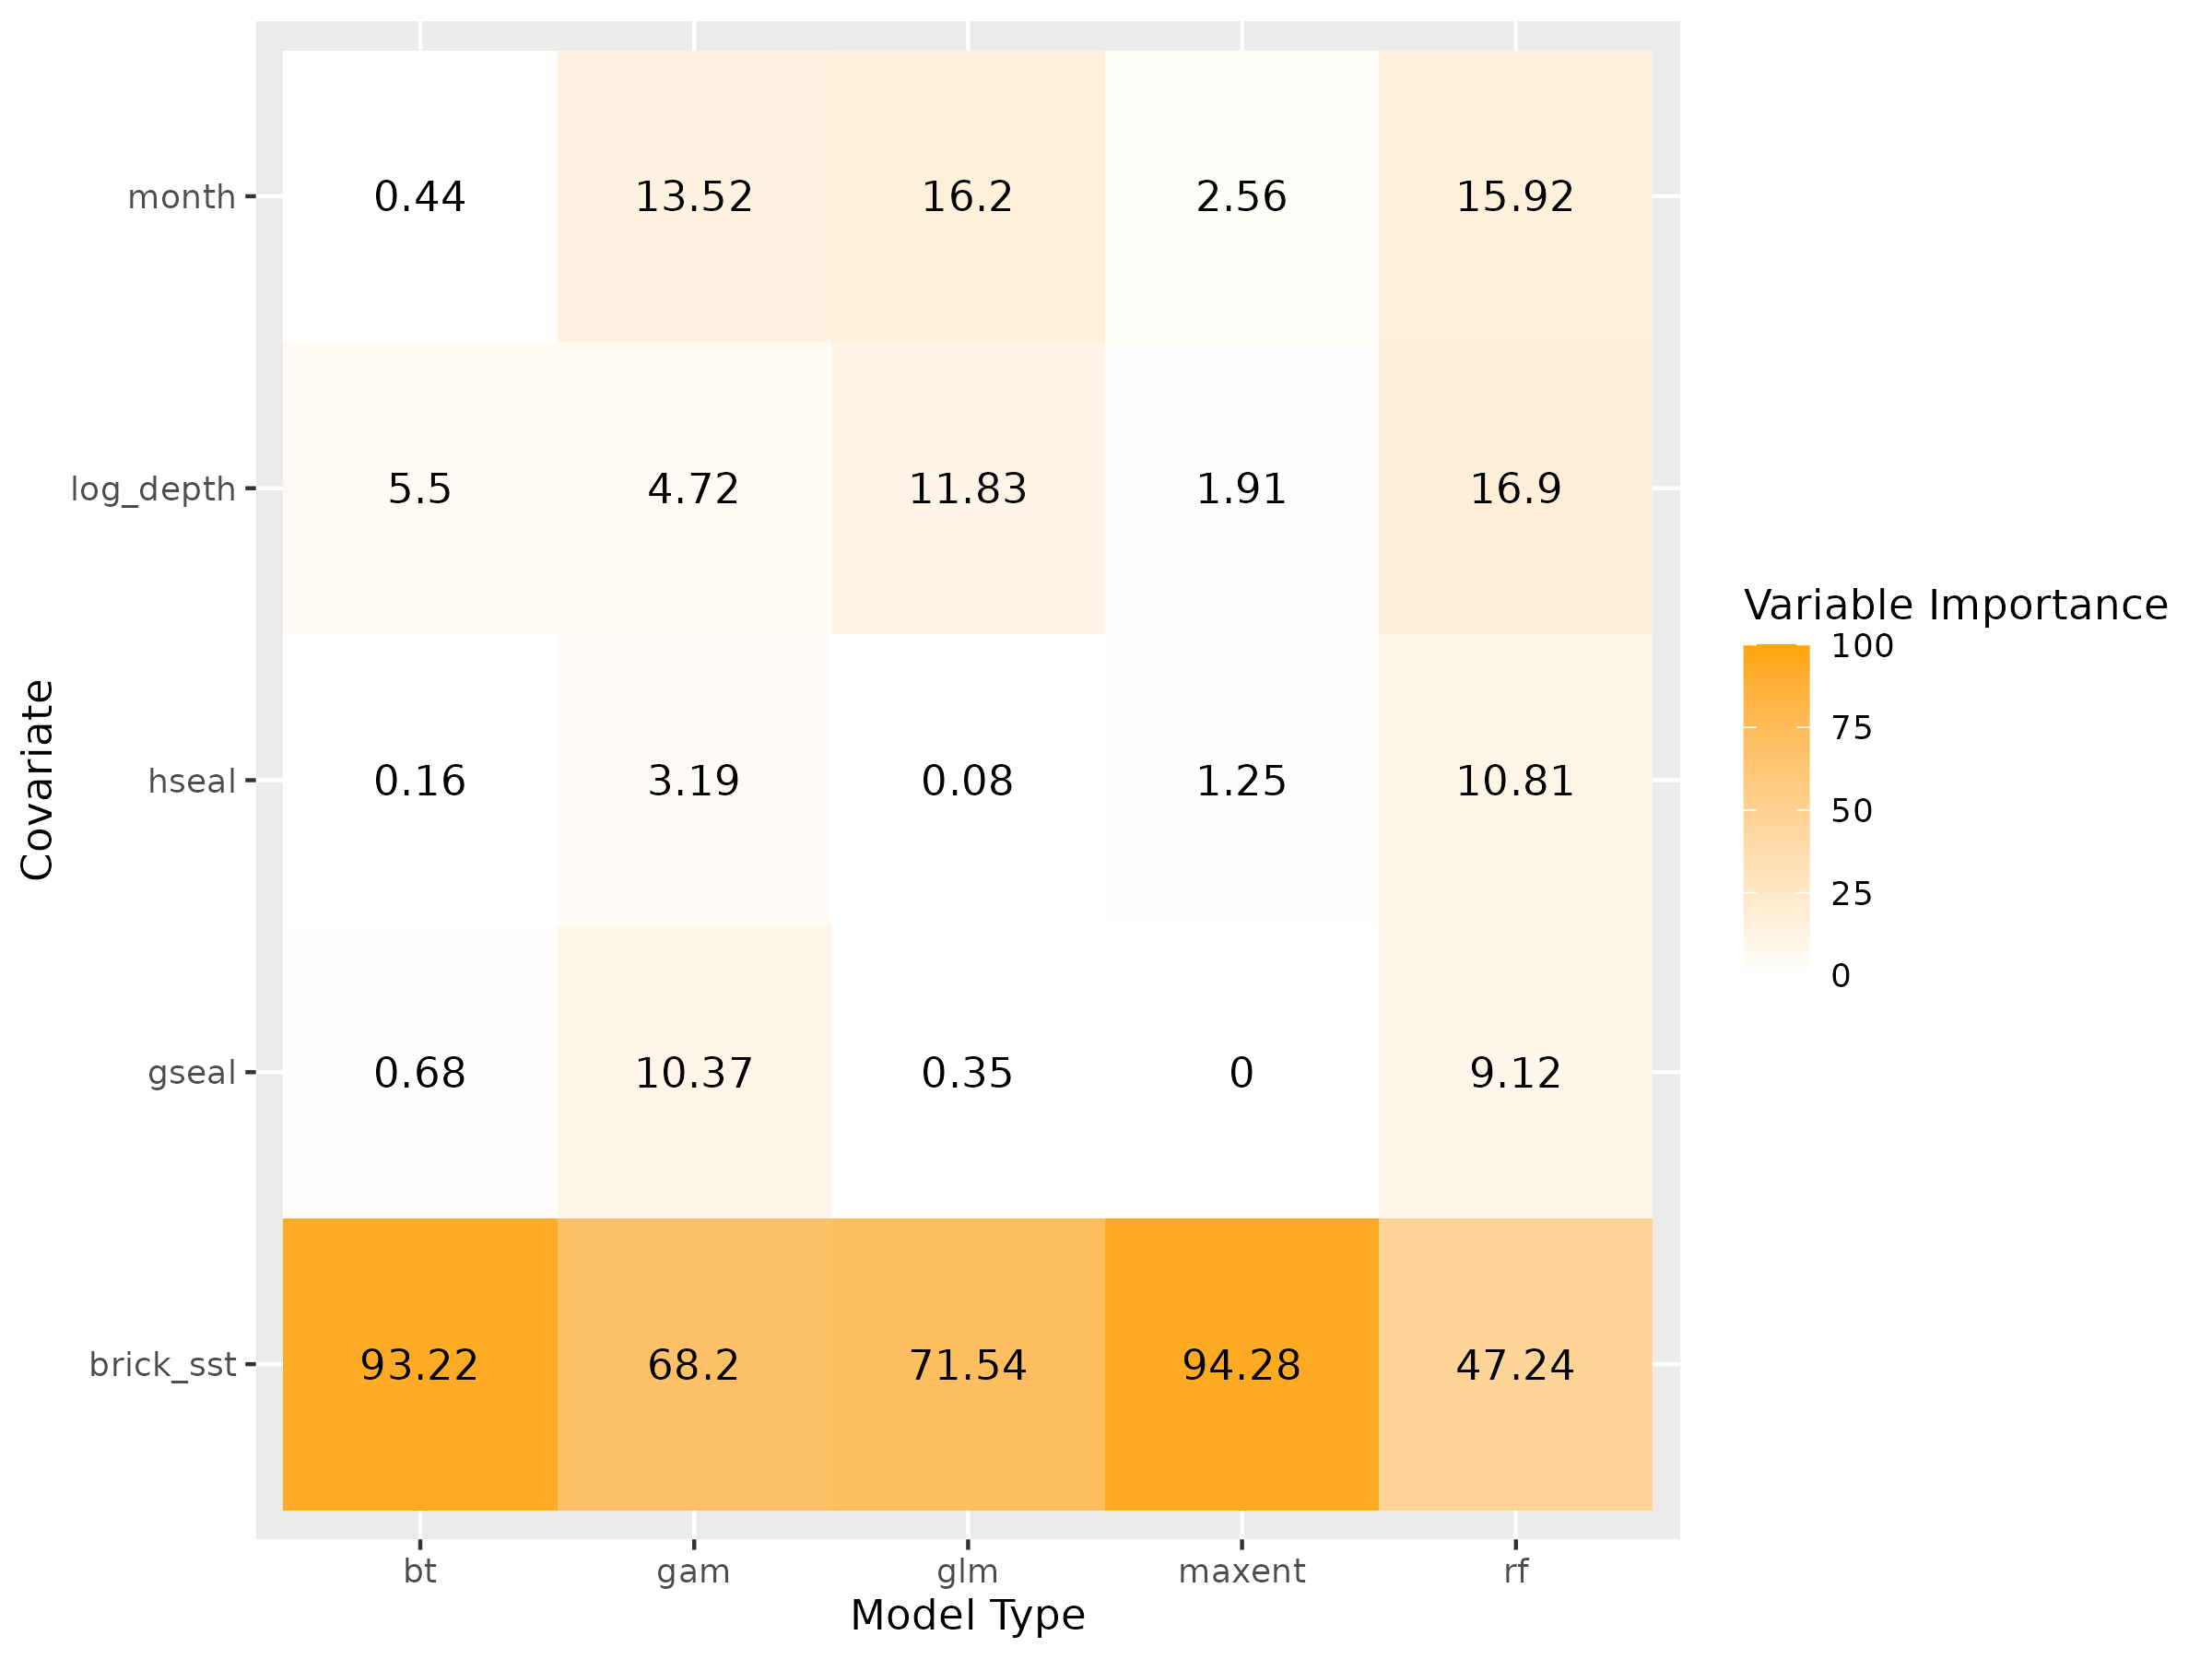 month
0.44 13.52 16.2 2.56 15.92
log_depth
5.5 4.72 11.83 1.91 16.9
hseal
0.16 3.19 0.08 1.25 10.81
gseal
0.68 10.37 0.35 0 9.12
brick_sst
93.22 68.2 71.54 94.28 47.24
bt gam glm maxent rf
Model Type
Covariate
Variable Importance
100
75
50
25
0